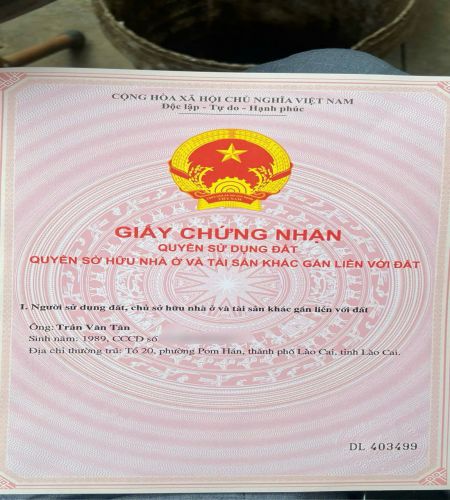 CỘNG HÒA XÃ HỘI CHỦ NGHĨA VIỆT NAM
Độc lập - Tự do - Hạnh phúc
GIẤY CHỨNG NHẬN
QUYỀN SỬ DỤNG ĐẤT
QUYỀN SỞ HỮU NHÀ Ở VÀ TÀI SẢN KHÁC GẮN LIỀN VỚI ĐẤT
I. Người sử dụng đất, chủ sở hữu nhà ở và tài sản khác gắn liền với đất
Ông: Trần Văn Tân
Sinh năm: 1989, CCCD số
Địa chỉ thường trú: Tổ 20, phường Pom Hán, thành phố Lào Cai, tỉnh Lào Cai.
DL 403499